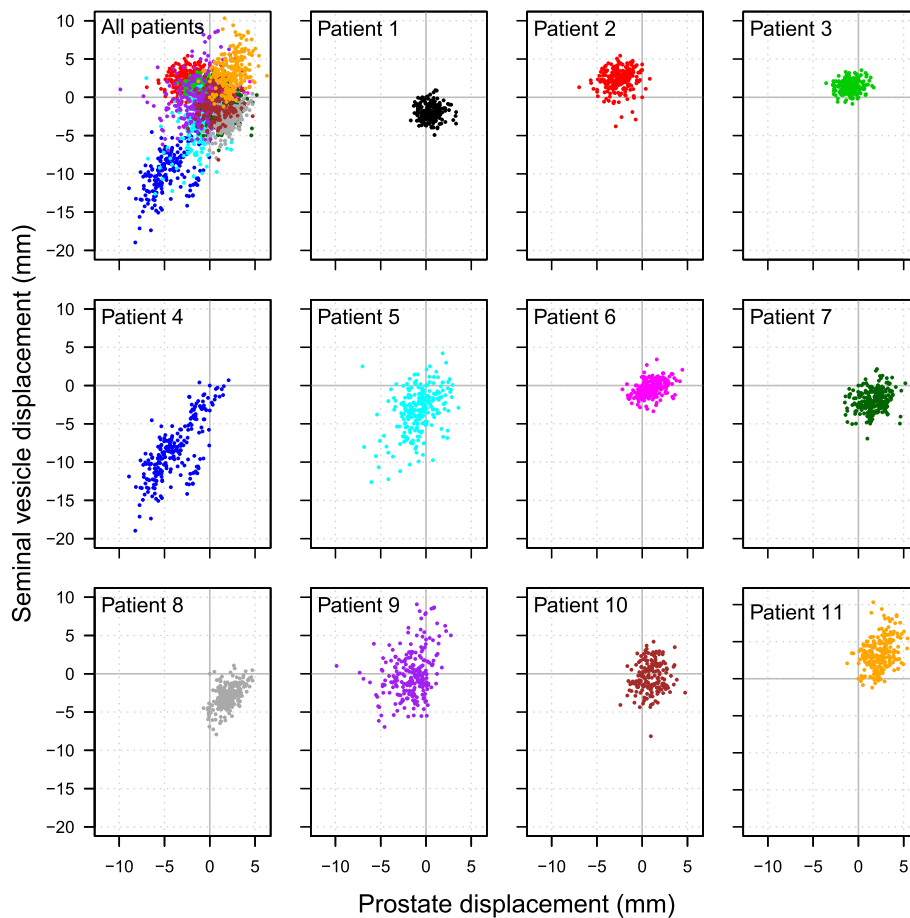 All patients
Patient 1
Patient 2
Patient 3
10
5
0
−5
−10
−15
−20
Patient 4
Patient 5
Patient 6
Patient 7
10
5
0
−5
−10
−15
−20
Patient 8
Patient 9
Patient 10
Patient 11
10
5
0
−5
−10
−15
−20
−10 −5 0 5
−10 −5 0 5
−10 −5 0 5
−10 −5 0 5
Seminal vesicle displacement (mm)
Prostate displacement (mm)